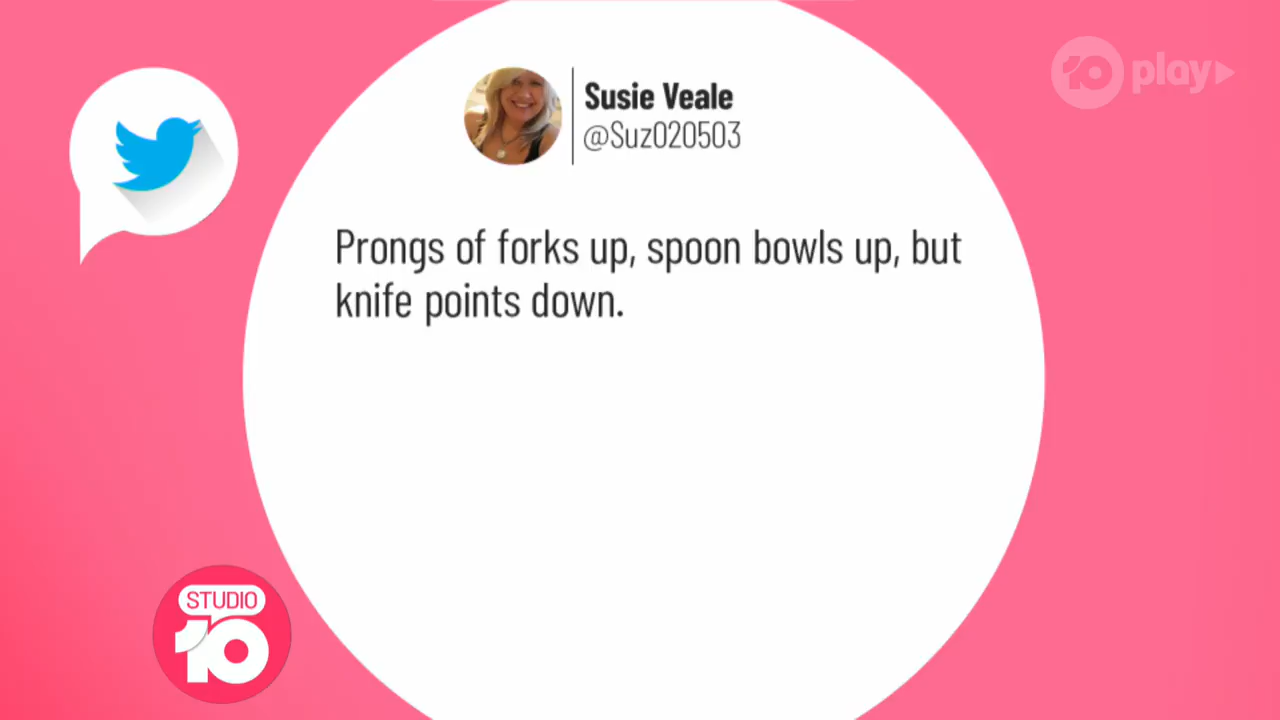 10 play
Susie Veale
@Suz020503
Prongs of forks up, spoon bowls up, but
knife points down.
STUDIO
10